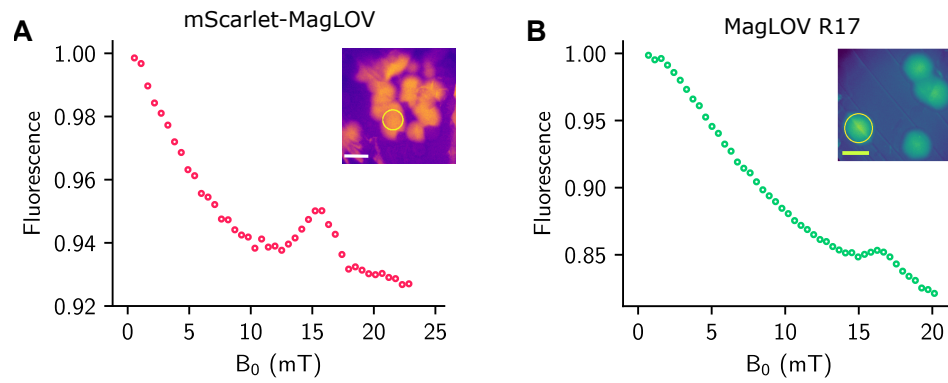 A
mScarlet-MagLOV
1.00
0.98
0.96
0.94
0.92
Fluorescence
0 5 10 15 20 25
B₀ (mT)
B
MagLOV R17
1.00
0.95
0.90
0.85
Fluorescence
0 5 10 15 20
B₀ (mT)